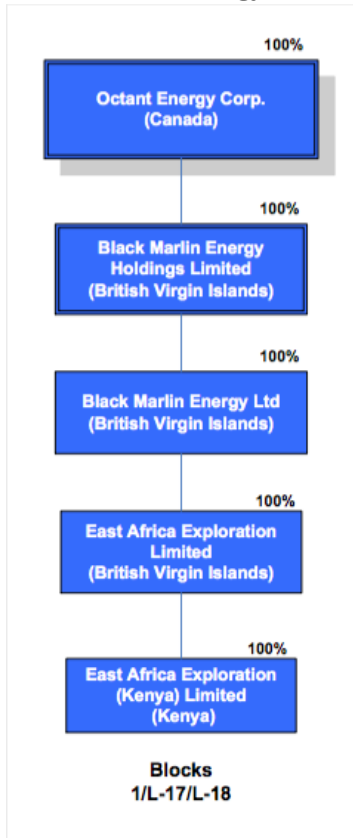 100%
Octant Energy Corp.
(Canada)
100%
Black Marlin Energy
Holdings Limited
(British Virgin Islands)
100%
Black Marlin Energy Ltd
(British Virgin Islands)
100%
East Africa Exploration
Limited
(British Virgin Islands)
100%
East Africa Exploration
(Kenya) Limited
(Kenya)
Blocks
1/L-17/L-18